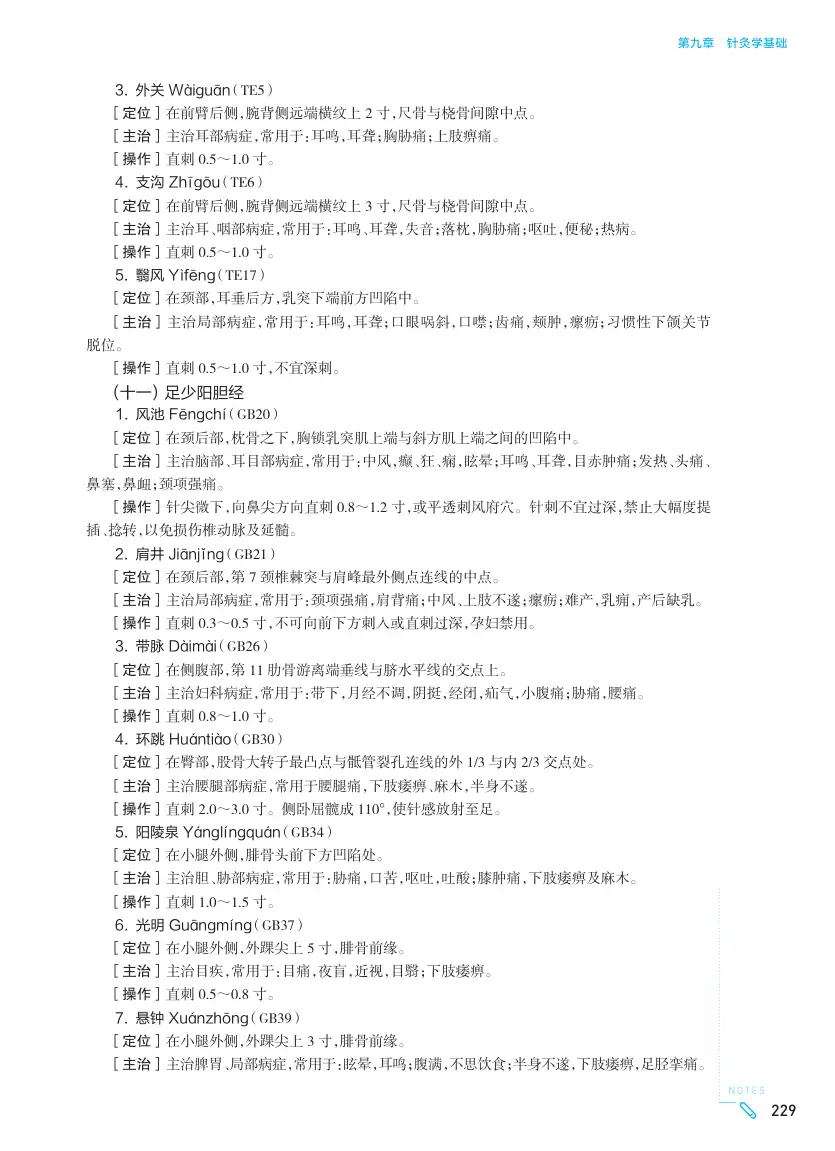 第九章　针灸学基础
3. 外关 Wàiguān（TE5）
［定位］在前臂后侧,腕背侧远端横纹上 2 寸,尺骨与桡骨间隙中点。
［主治］主治耳部病症,常用于:耳鸣,耳聋;胸胁痛;上肢痹痛。
［操作］直刺 0.5～1.0 寸。
4. 支沟 Zhīgōu（TE6）
［定位］在前臂后侧,腕背侧远端横纹上 3 寸,尺骨与桡骨间隙中点。
［主治］主治耳、咽部病症,常用于:耳鸣、耳聋,失音;落枕,胸胁痛;呕吐,便秘;热病。
［操作］直刺 0.5～1.0 寸。
5. 翳风 Yìfēng（TE17）
［定位］在颈部,耳垂后方,乳突下端前方凹陷中。
［主治］主治局部病症,常用于:耳鸣,耳聋;口眼㖞斜,口噤;齿痛,颊肿,瘰疬;习惯性下颌关节
脱位。
［操作］直刺 0.5～1.0 寸,不宜深刺。
（十一）足少阳胆经
1. 风池 Fēngchí（GB20）
［定位］在颈后部,枕骨之下,胸锁乳突肌上端与斜方肌上端之间的凹陷中。
［主治］主治脑部、耳目部病症,常用于:中风,癫、狂、痫,眩晕;耳鸣、耳聋,目赤肿痛;发热、头痛、
鼻塞,鼻衄;颈项强痛。
［操作］针尖微下,向鼻尖方向直刺 0.8～1.2 寸,或平透刺风府穴。针刺不宜过深,禁止大幅度提
插、捻转,以免损伤椎动脉及延髓。
2. 肩井 Jiānjǐng（GB21）
［定位］在颈后部,第 7 颈椎棘突与肩峰最外侧点连线的中点。
［主治］主治局部病症,常用于:颈项强痛,肩背痛;中风、上肢不遂;瘰疬;难产,乳痈,产后缺乳。
［操作］直刺 0.3～0.5 寸,不可向前下方刺入或直刺过深,孕妇禁用。
3. 带脉 Dàimài（GB26）
［定位］在侧腹部,第 11 肋骨游离端垂线与脐水平线的交点上。
［主治］主治妇科病症,常用于:带下,月经不调,阴挺,经闭,疝气,小腹痛;胁痛,腰痛。
［操作］直刺 0.8～1.0 寸。
4. 环跳 Huántiào（GB30）
［定位］在臀部,股骨大转子最凸点与骶管裂孔连线的外 1/3 与内 2/3 交点处。
［主治］主治腰腿部病症,常用于腰腿痛,下肢痿痹、麻木,半身不遂。
［操作］直刺 2.0～3.0 寸。侧卧屈髋成 110°,使针感放射至足。
5. 阳陵泉 Yánglíngquán（GB34）
［定位］在小腿外侧,腓骨头前下方凹陷处。
［主治］主治胆、胁部病症,常用于:胁痛,口苦,呕吐,吐酸;膝肿痛,下肢痿痹及麻木。
［操作］直刺 1.0～1.5 寸。
6. 光明 Guāngmíng（GB37）
［定位］在小腿外侧,外踝尖上 5 寸,腓骨前缘。
［主治］主治目疾,常用于:目痛,夜盲,近视,目翳;下肢痿痹。
［操作］直刺 0.5～0.8 寸。
7. 悬钟 Xuánzhōng（GB39）
［定位］在小腿外侧,外踝尖上 3 寸,腓骨前缘。
［主治］主治脾胃、局部病症,常用于:眩晕,耳鸣;腹满,不思饮食;半身不遂,下肢痿痹,足胫挛痛。
NOTES
229